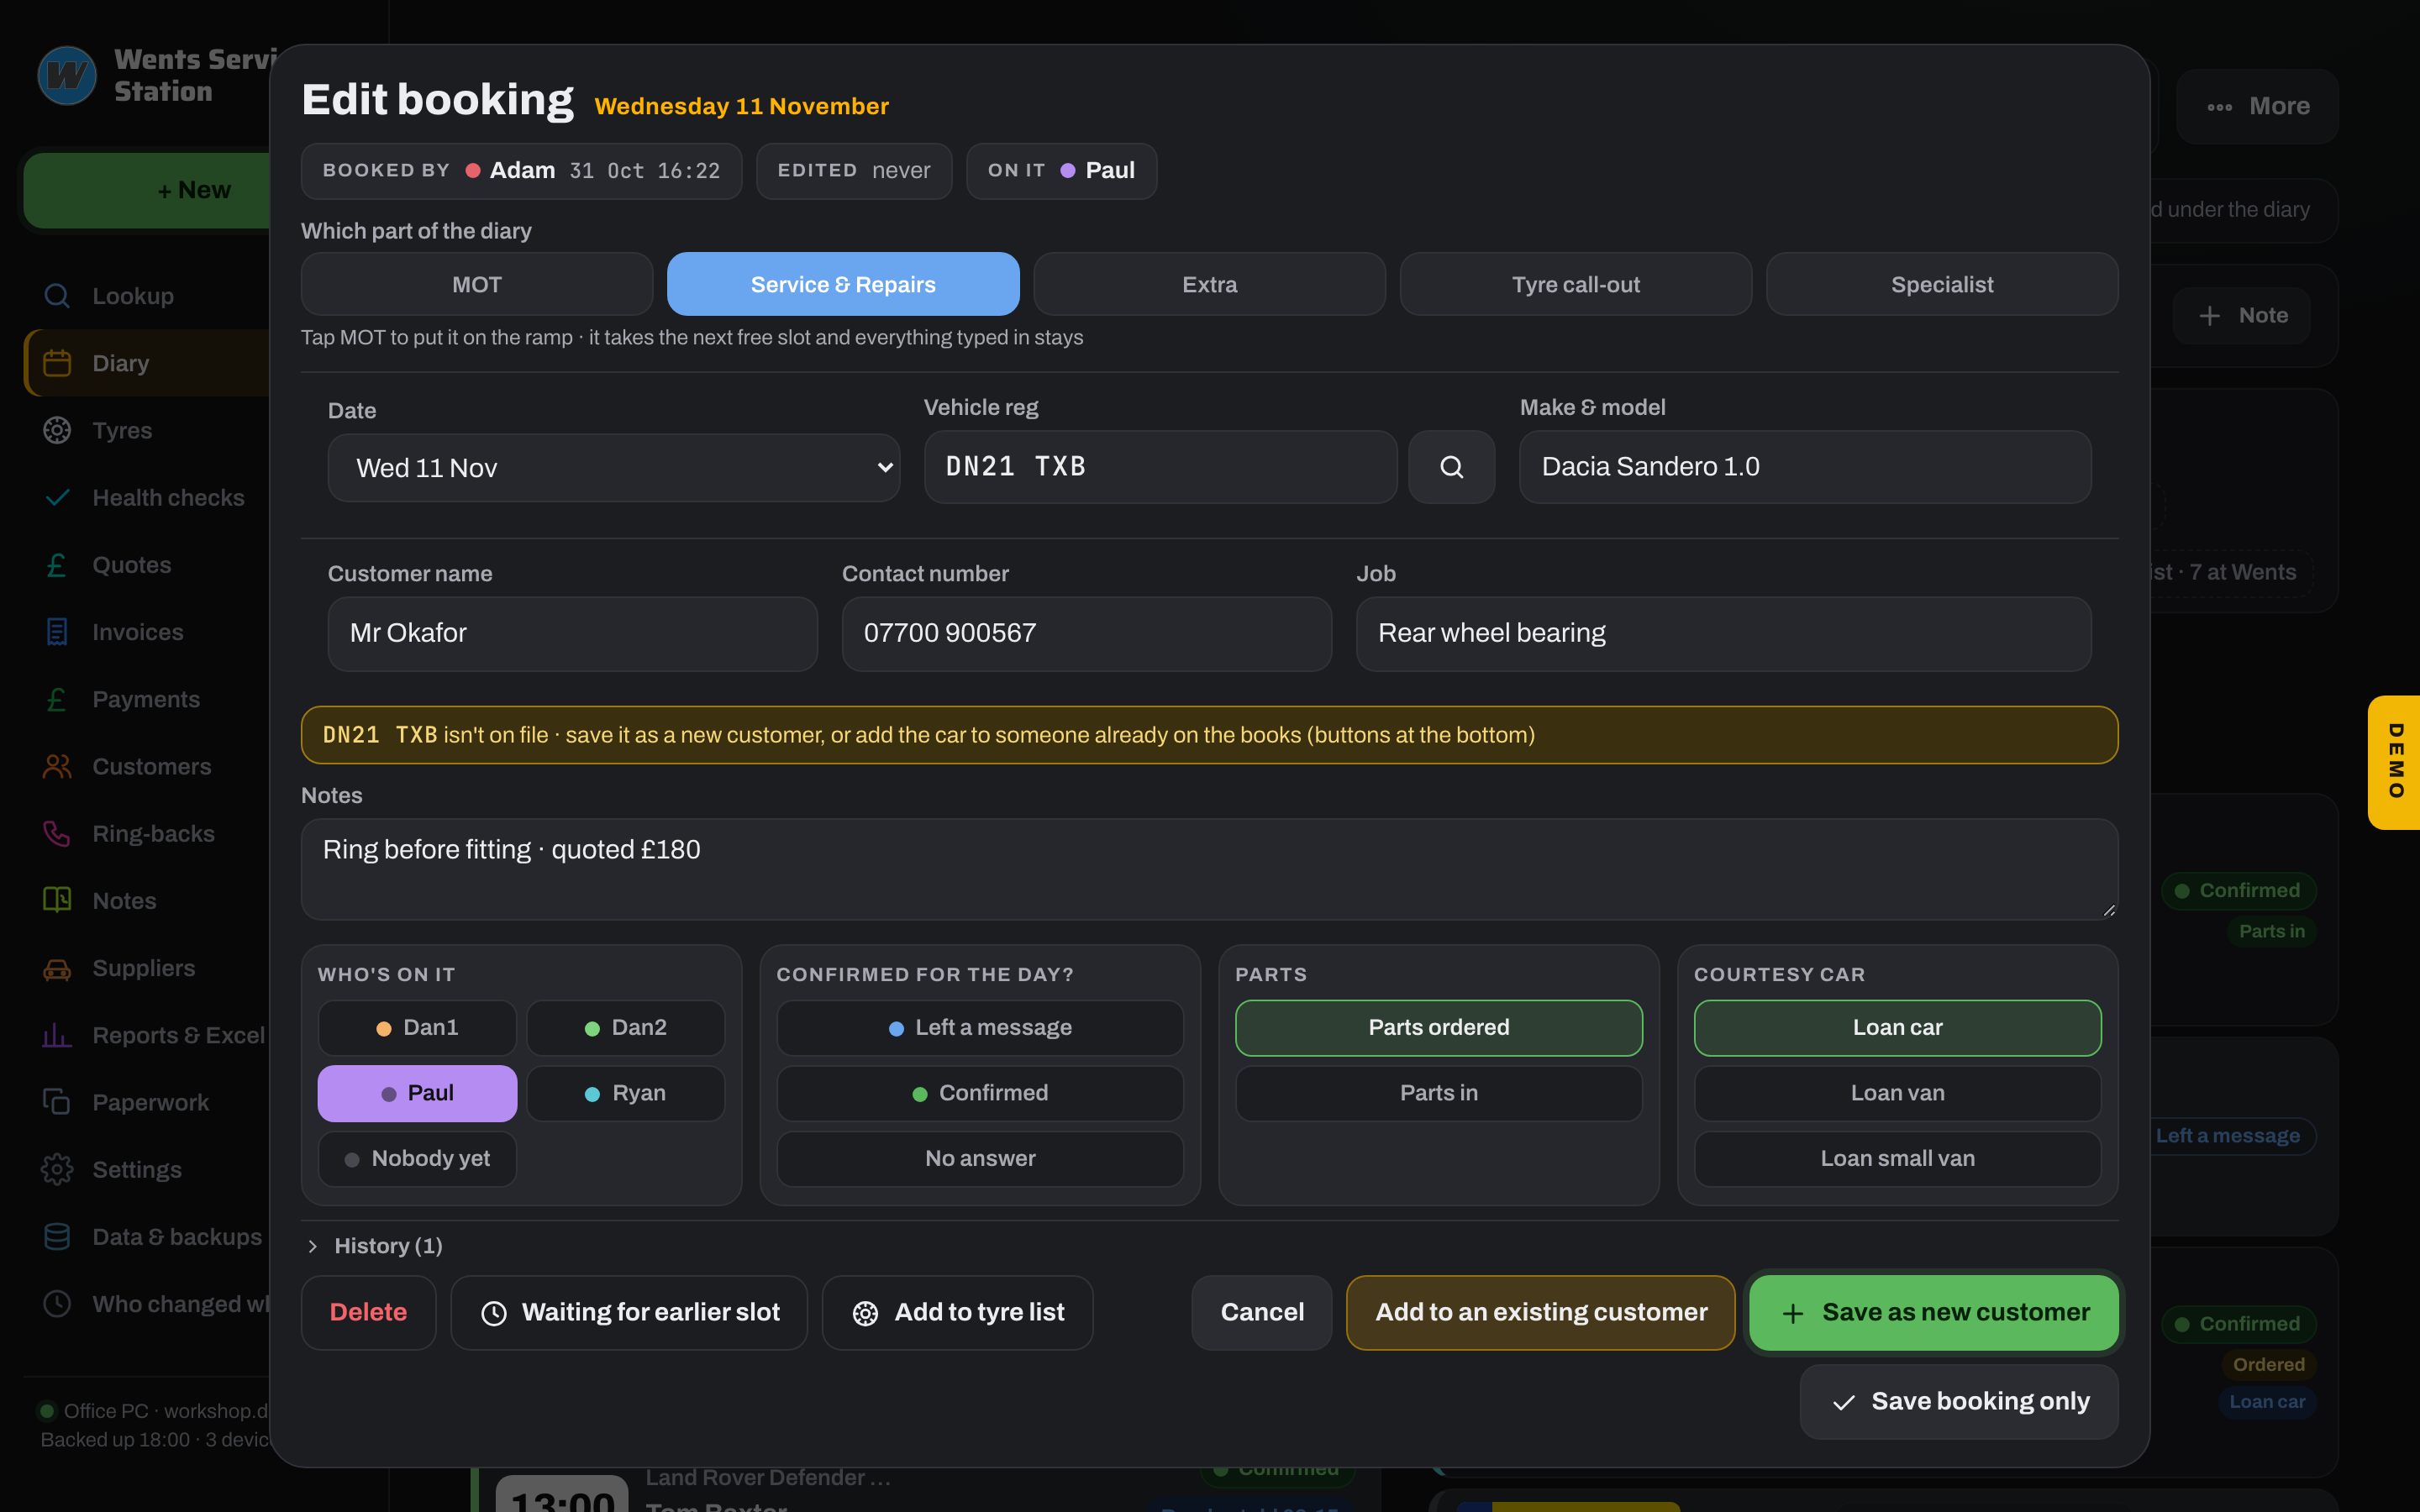 Wents Servi
Station
+ New
Lookup
Diary
Tyres
Health checks
Quotes
Invoices
Payments
Customers
Ring-backs
Notes
Suppliers
Reports & Excel
Paperwork
Settings
Data & backups
Who changed wh
Office PC · workshop.d
Backed up 18:00 · 3 devic
Edit booking Wednesday 11 November
BOOKED BY Adam 31 Oct 16:22 EDITED never ON IT Paul
Which part of the diary
MOT Service & Repairs Extra Tyre call-out Specialist
Tap MOT to put it on the ramp · it takes the next free slot and everything typed in stays
Date Vehicle reg Make & model
Wed 11 Nov DN21 TXB Dacia Sandero 1.0
Customer name Contact number Job
Mr Okafor 07700 900567 Rear wheel bearing
DN21 TXB isn't on file · save it as a new customer, or add the car to someone already on the books (buttons at the bottom)
Notes
Ring before fitting · quoted £180
WHO'S ON IT CONFIRMED FOR THE DAY? PARTS COURTESY CAR
Dan1 Dan2 Left a message Parts ordered Loan car
Paul Ryan Confirmed Parts in Loan van
Nobody yet No answer Loan small van
History (1)
Delete Waiting for earlier slot Add to tyre list Cancel Add to an existing customer + Save as new customer
Save booking only
More
d under the diary
+ Note
ist · 7 at Wents
DEMO
Confirmed
Parts in
Left a message
Confirmed
Ordered
Loan car
13:00
Land Rover Defender ...
Tom Baxter
Confirmed